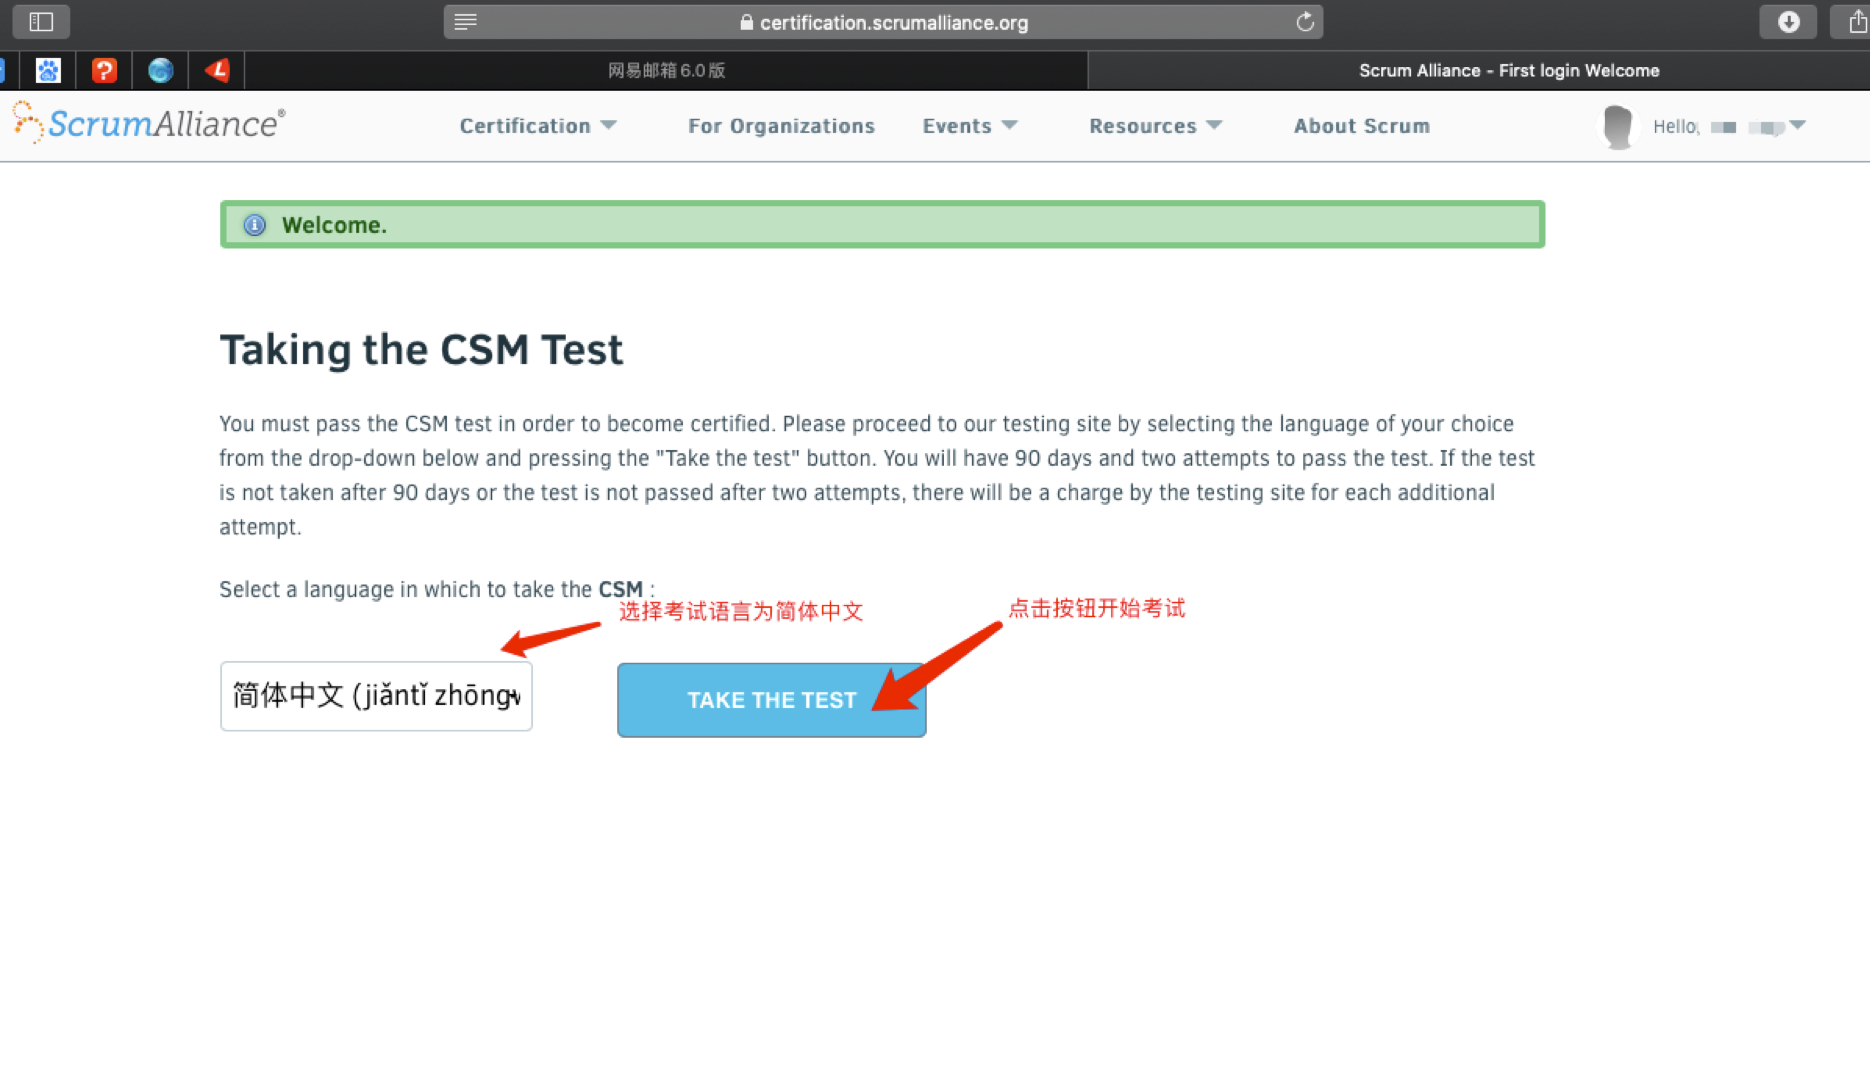 certification.scrumalliance.org
网易邮箱6.0版
Scrum Alliance - First login Welcome
ScrumAlliance®
Certification
For Organizations
Events
Resources
About Scrum
Hello,
Welcome.
Taking the CSM Test
You must pass the CSM test in order to become certified. Please proceed to our testing site by selecting the language of your choice
from the drop-down below and pressing the "Take the test" button. You will have 90 days and two attempts to pass the test. If the test
is not taken after 90 days or the test is not passed after two attempts, there will be a charge by the testing site for each additional
attempt.
Select a language in which to take the CSM :
选择考试语言为简体中文
点击按钮开始考试
简体中文 (jiǎntǐ zhōng
TAKE THE TEST